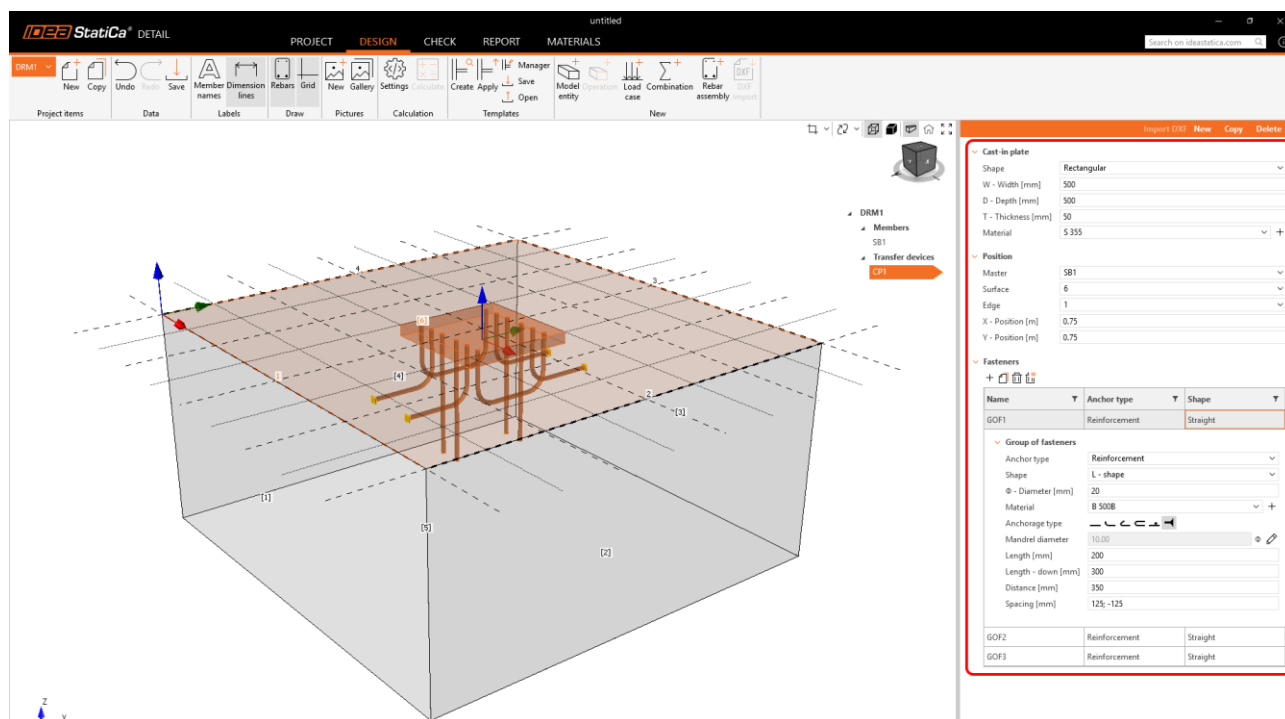 untitled
IDEA StatiCa® DETAIL
PROJECT DESIGN CHECK REPORT MATERIALS
Search on ideastatica.com
DRM1
New Copy Undo Redo Save Member names Dimension lines Rebars Grid New Gallery Settings Calculate Create Apply Manager Save Open Model entity Operation Load case Combination Rebar assembly DXF Import
Project items Data Labels Draw Pictures Calculation Templates New
Import DXF New Copy Delete
DRM1
Members
SB1
Transfer devices
CP1
4
3
[6]
1
[4]
2
[3]
[1]
[5]
[2]
Z
Y
X
Y
Cast-in plate
Shape Rectangular
W - Width [mm] 500
D - Depth [mm] 500
T - Thickness [mm] 50
Material S 355
Position
Master SB1
Surface 6
Edge 1
X - Position [m] 0.75
Y - Position [m] 0.75
Fasteners
Name Anchor type Shape
GOF1 Reinforcement Straight
Group of fasteners
Anchor type Reinforcement
Shape L - shape
Φ - Diameter [mm] 20
Material B 500B
Anchorage type
Mandrel diameter 10.00 Φ
Length [mm] 200
Length - down [mm] 300
Distance [mm] 350
Spacing [mm] 125; -125
GOF2 Reinforcement Straight
GOF3 Reinforcement Straight